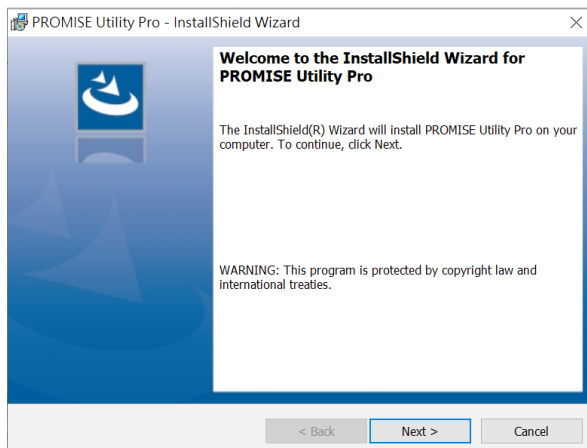 PROMISE Utility Pro - InstallShield Wizard
Welcome to the InstallShield Wizard for
PROMISE Utility Pro
The InstallShield(R) Wizard will install PROMISE Utility Pro on your
computer. To continue, click Next.
WARNING: This program is protected by copyright law and
international treaties.
< Back Next > Cancel